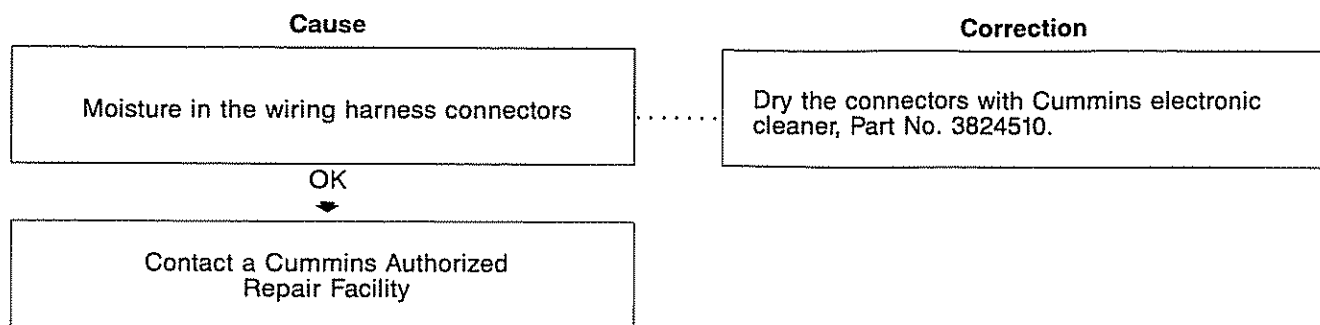 Cause
Correction
Moisture in the wiring harness connectors
Dry the connectors with Cummins electronic
cleaner, Part No. 3824510.
OK
Contact a Cummins Authorized
Repair Facility